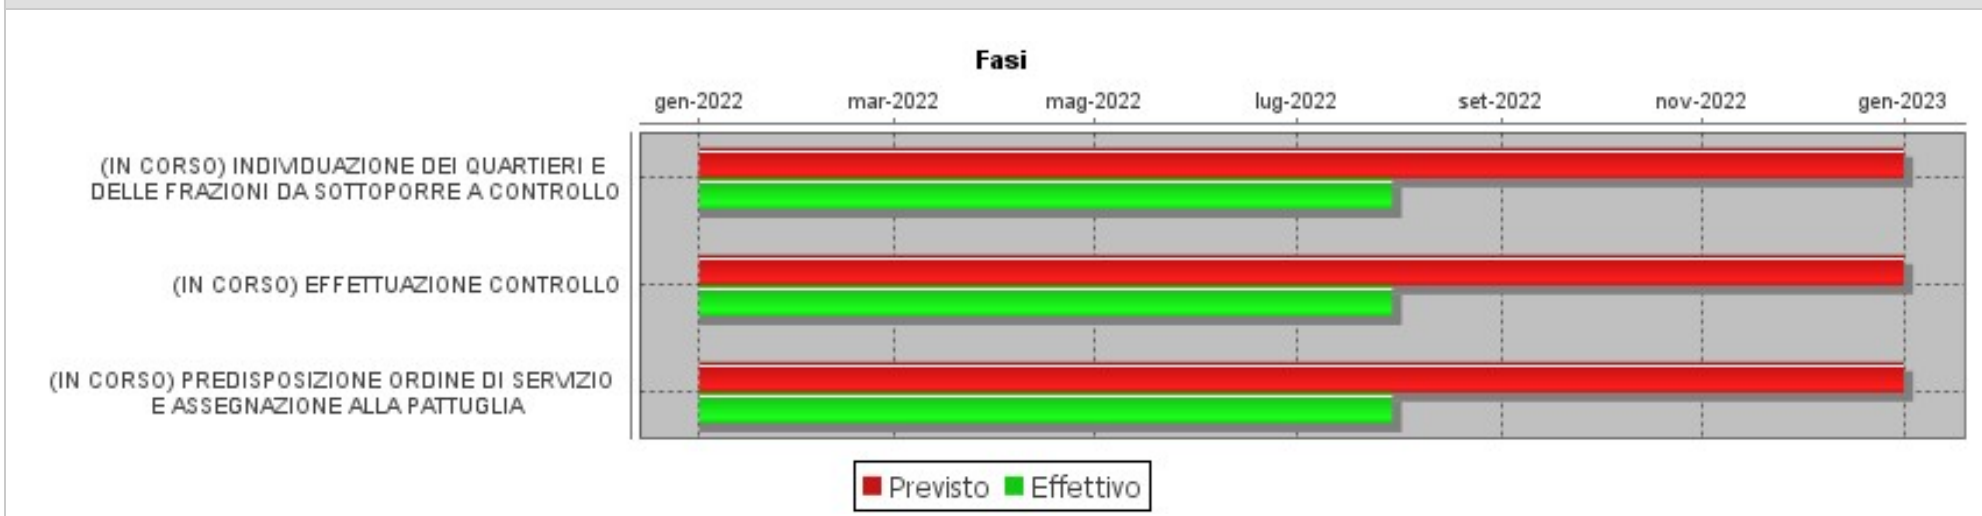 Fasi
gen-2022 mar-2022 mag-2022 lug-2022 set-2022 nov-2022 gen-2023
(IN CORSO) INDIVIDUAZIONE DEI QUARTIERI E
DELLE FRAZIONI DA SOTTOPORRE A CONTROLLO
(IN CORSO) EFFETTUAZIONE CONTROLLO
(IN CORSO) PREDISPOSIZIONE ORDINE DI SERVIZIO
E ASSEGNAZIONE ALLA PATTUGLIA
Previsto Effettivo